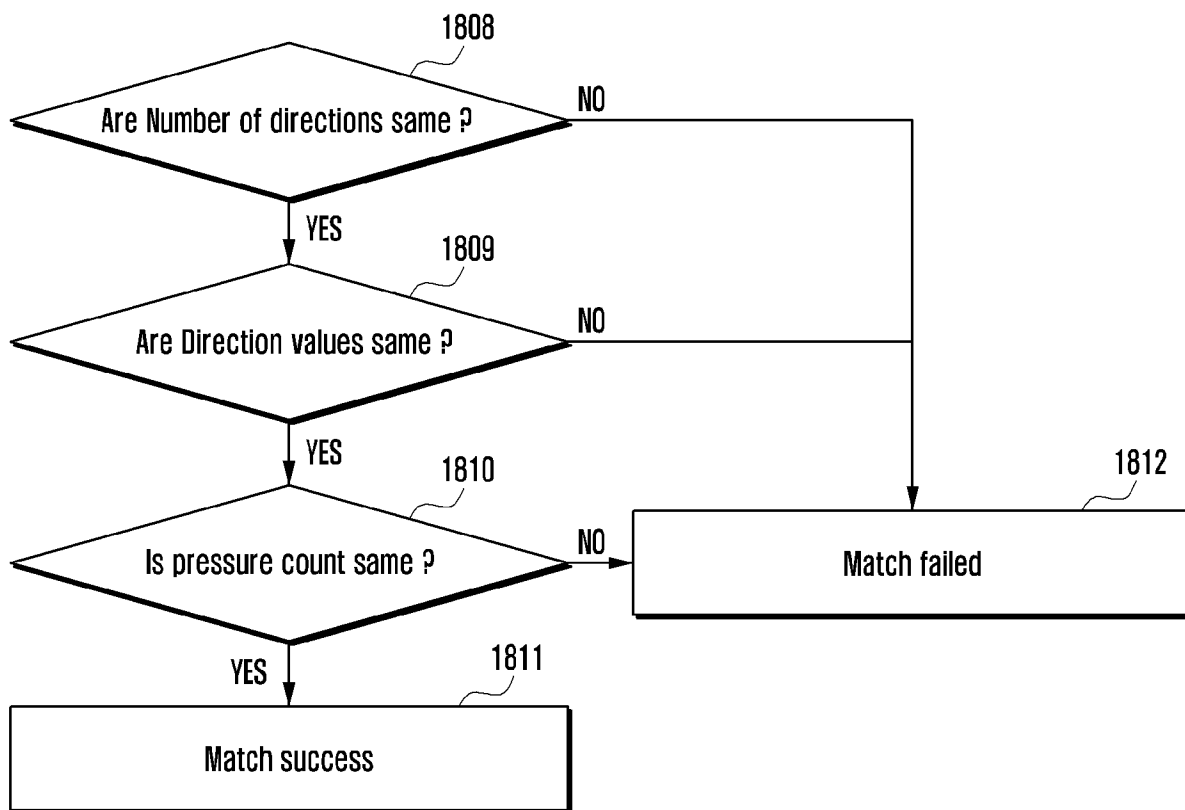 1808
Are Number of directions same ?
NO
YES
1809
Are Direction values same ?
NO
YES
1810
Is pressure count same ?
NO
1812
Match failed
YES
1811
Match success